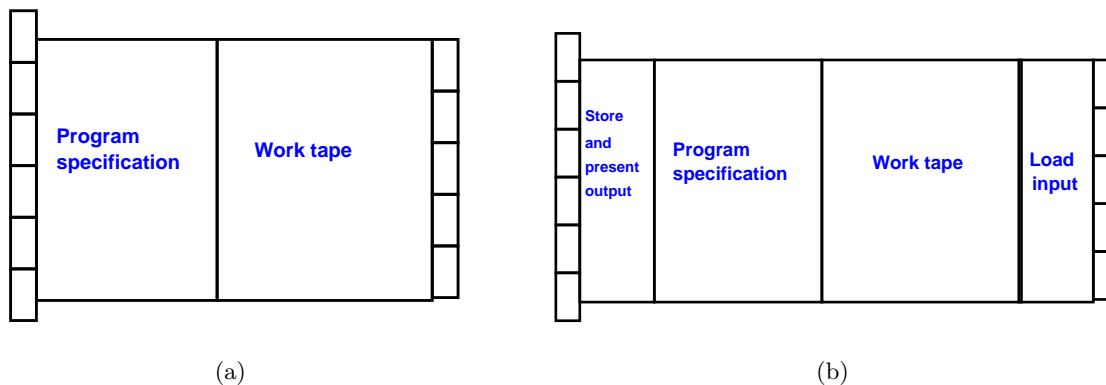 Program
specification
Work tape
(a)
Store
and
present
output
Program
specification
Work tape
Load
input
(b)